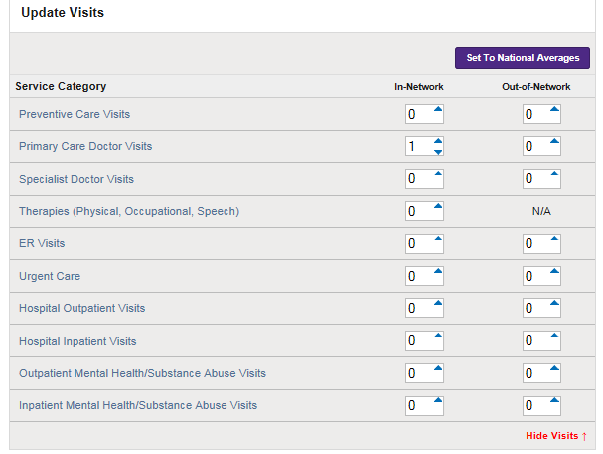 Update Visits
Set To National Averages
Service Category In-Network Out-of-Network
Preventive Care Visits 0 0
Primary Care Doctor Visits 1 0
Specialist Doctor Visits 0 0
Therapies (Physical, Occupational, Speech) 0 N/A
ER Visits 0 0
Urgent Care 0 0
Hospital Outpatient Visits 0 0
Hospital Inpatient Visits 0 0
Outpatient Mental Health/Substance Abuse Visits 0 0
Inpatient Mental Health/Substance Abuse Visits 0 0
Hide Visits ↑